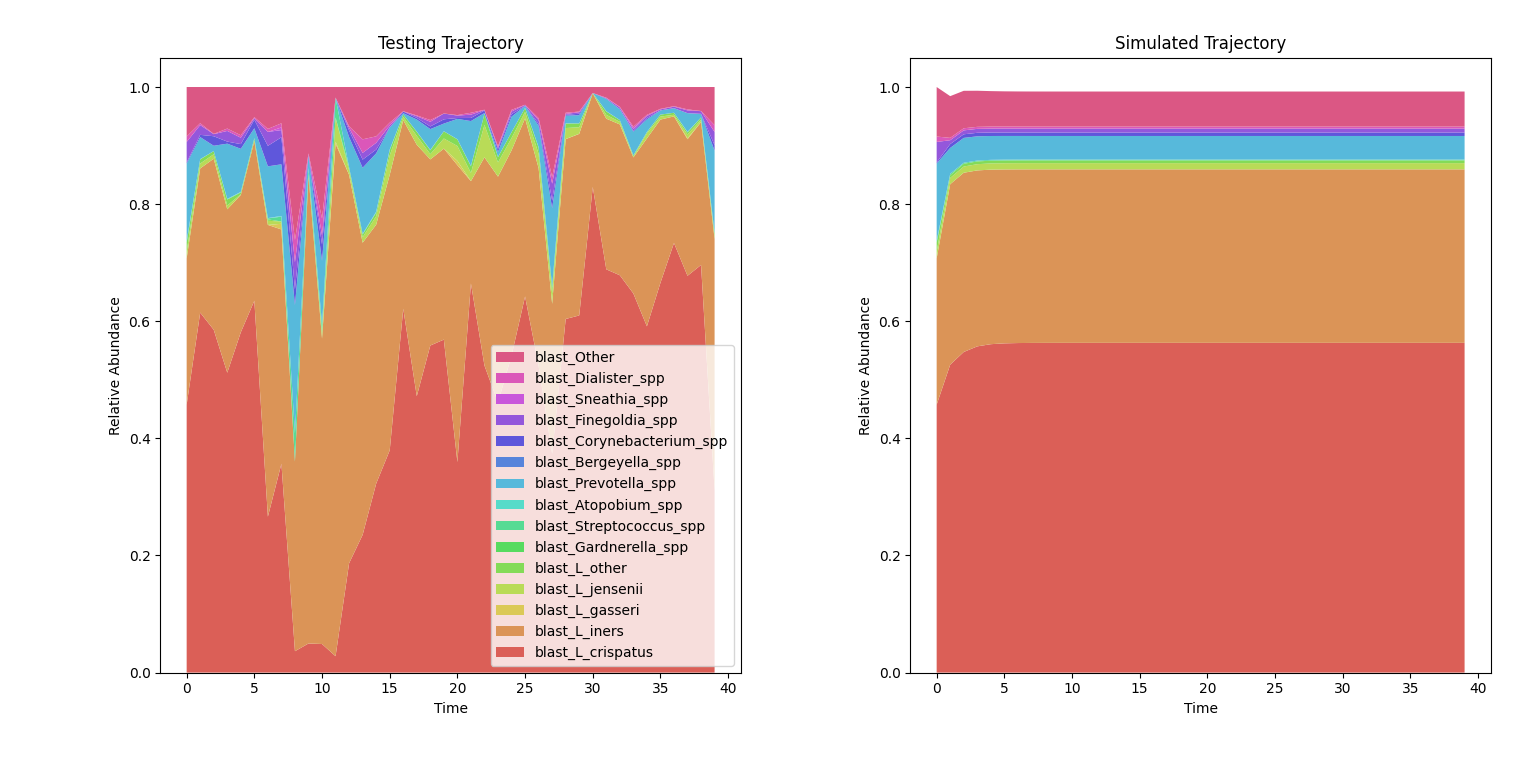 Testing Trajectory
Relative Abundance
1.0
0.8
0.6
0.4
0.2
0.0
0 5 10 15 20 25 30 35 40
Time
blast_Other
blast_Dialister_spp
blast_Sneathia_spp
blast_Finegoldia_spp
blast_Corynebacterium_spp
blast_Bergeyella_spp
blast_Prevotella_spp
blast_Atopobium_spp
blast_Streptococcus_spp
blast_Gardnerella_spp
blast_L_other
blast_L_jensenii
blast_L_gasseri
blast_L_iners
blast_L_crispatus
Simulated Trajectory
Relative Abundance
1.0
0.8
0.6
0.4
0.2
0.0
0 5 10 15 20 25 30 35 40
Time